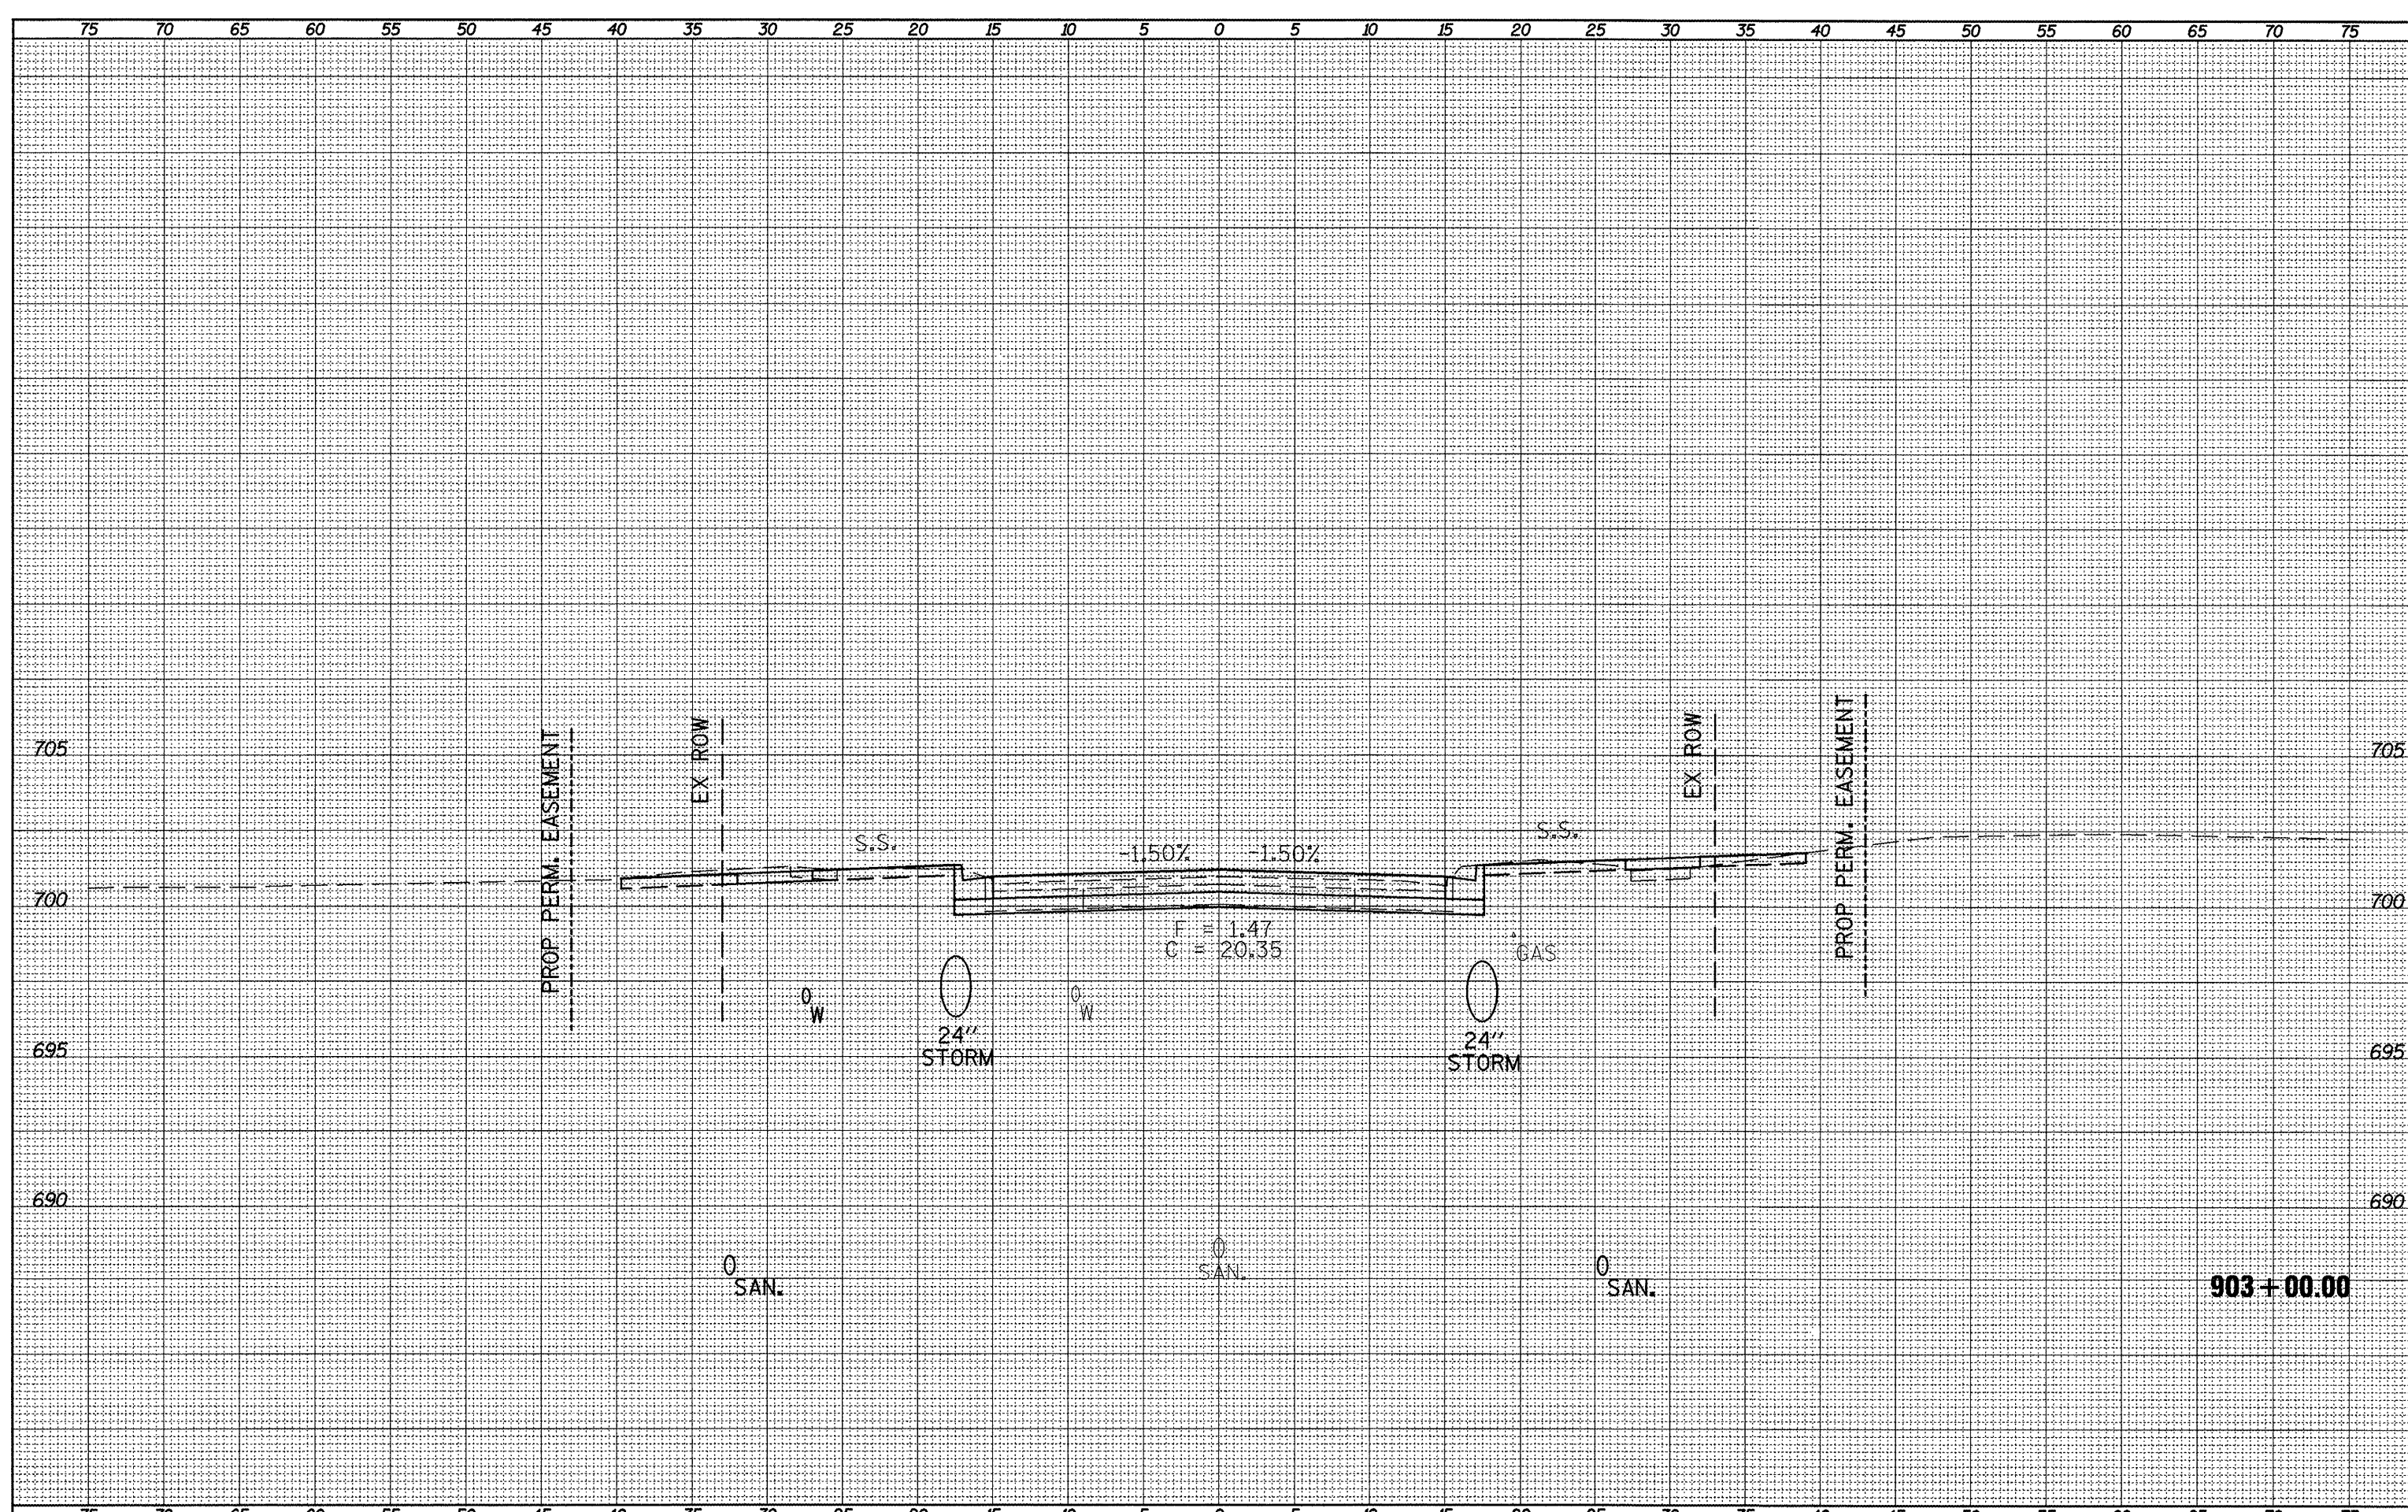 75 70 65 60 55 50 45 40 35 30 25 20 15 10 5 0 5 10 15 20 25 30 35 40 45 50 55 60 65 70 75
PROP PERM. EASEMENT
EX ROW
EX ROW
PROP PERM. EASEMENT
705 705
S.S. S.S.
-1.50% -1.50%
700 700
F = 1.47
C = 20.35
GAS
W W
24"
STORM
24"
STORM
695 695
690 690
SAN.
SAN.
SAN.
903+00.00